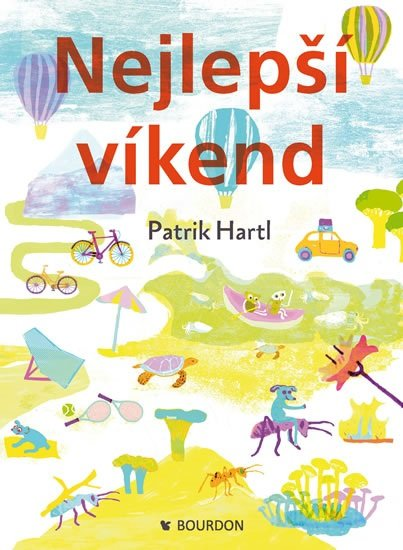 Nejlepší
víkend
Patrik Hartl
BOURDON